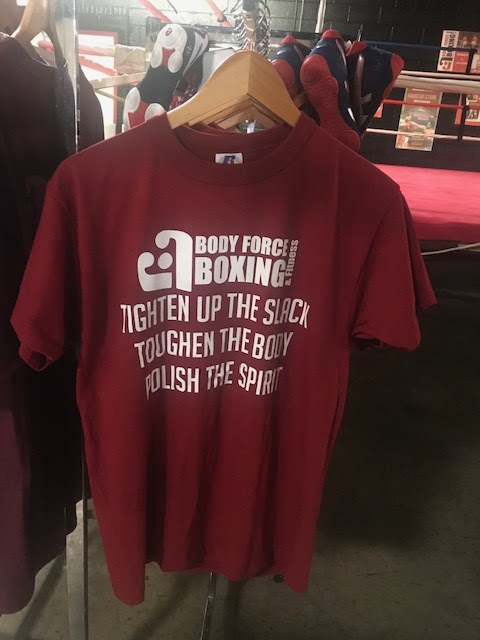 BODY FORCE
BOXING
& Fitness
TIGHTEN UP THE SLACK
TOUGHEN THE BODY
POLISH THE SPIRIT